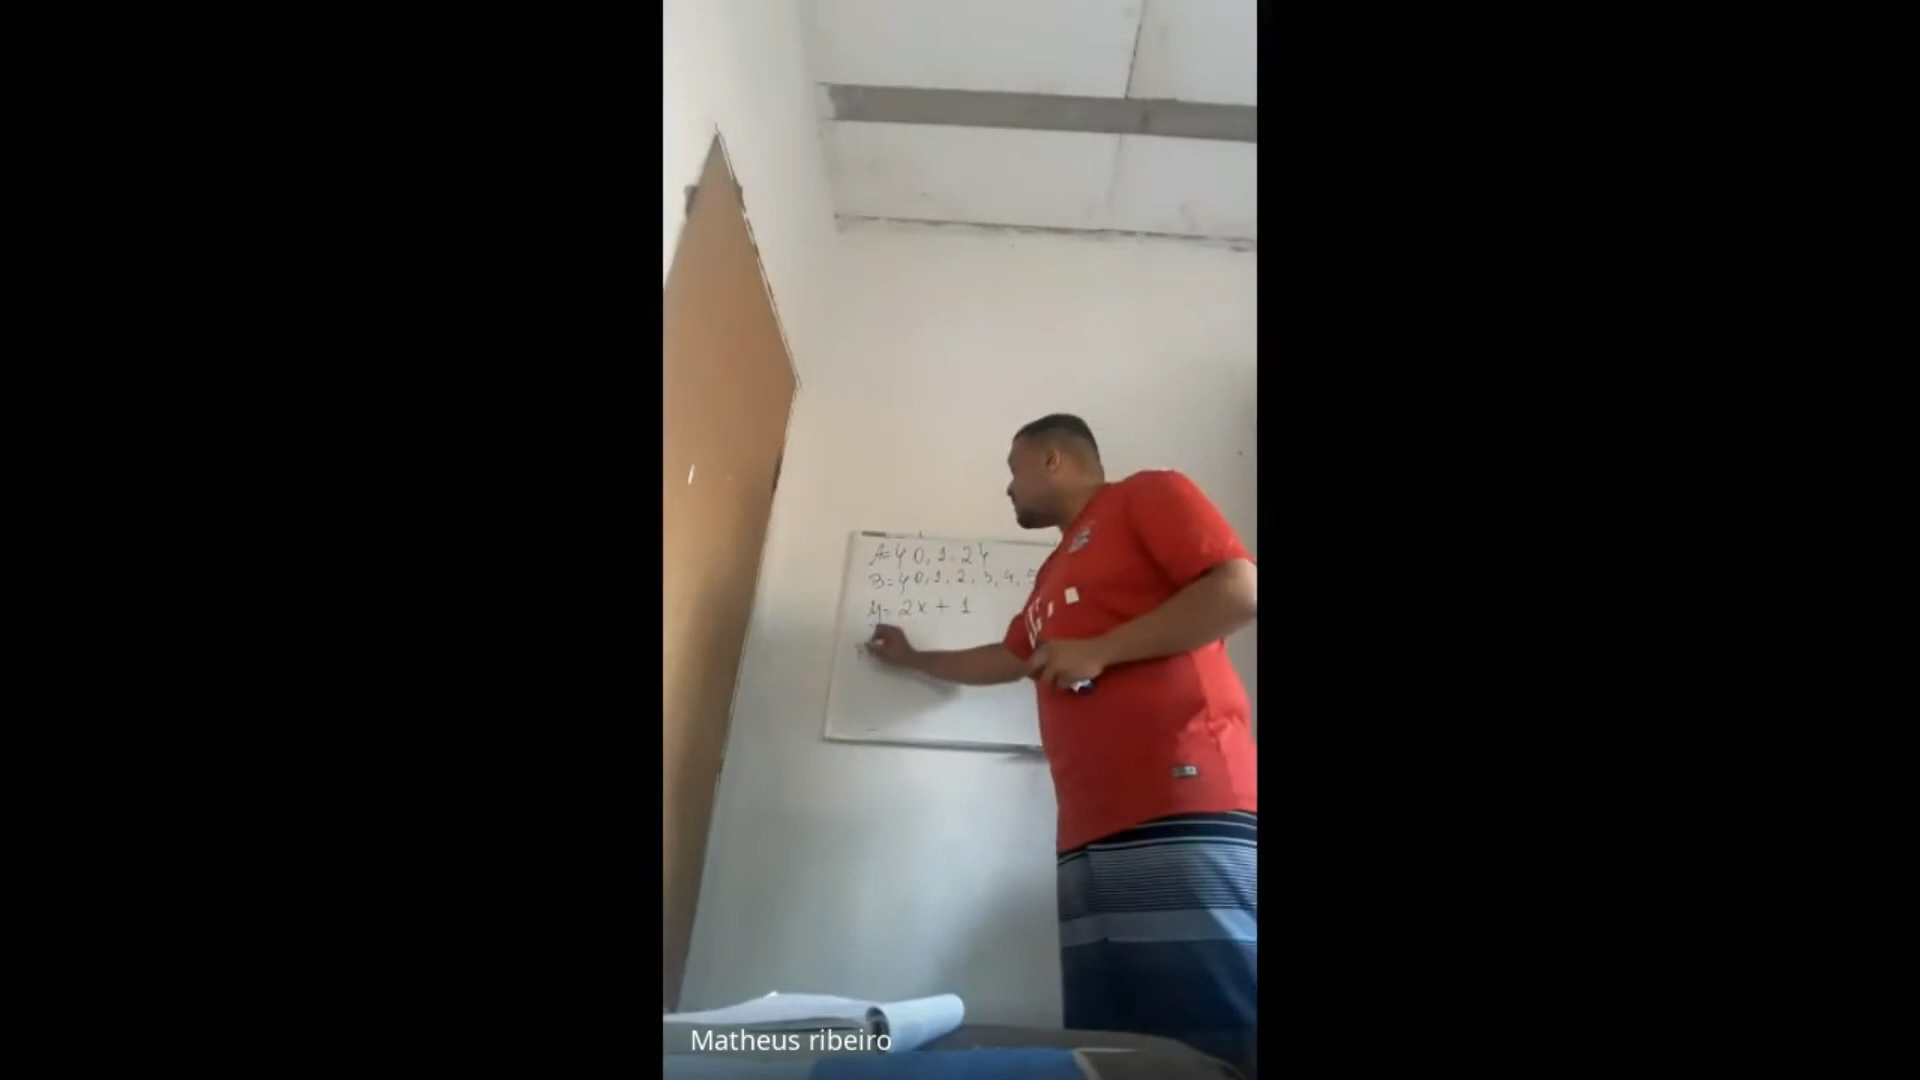 A={0,1,2}
B={0,1,2,3,4,5
y= 2x + 1
Matheus ribeiro